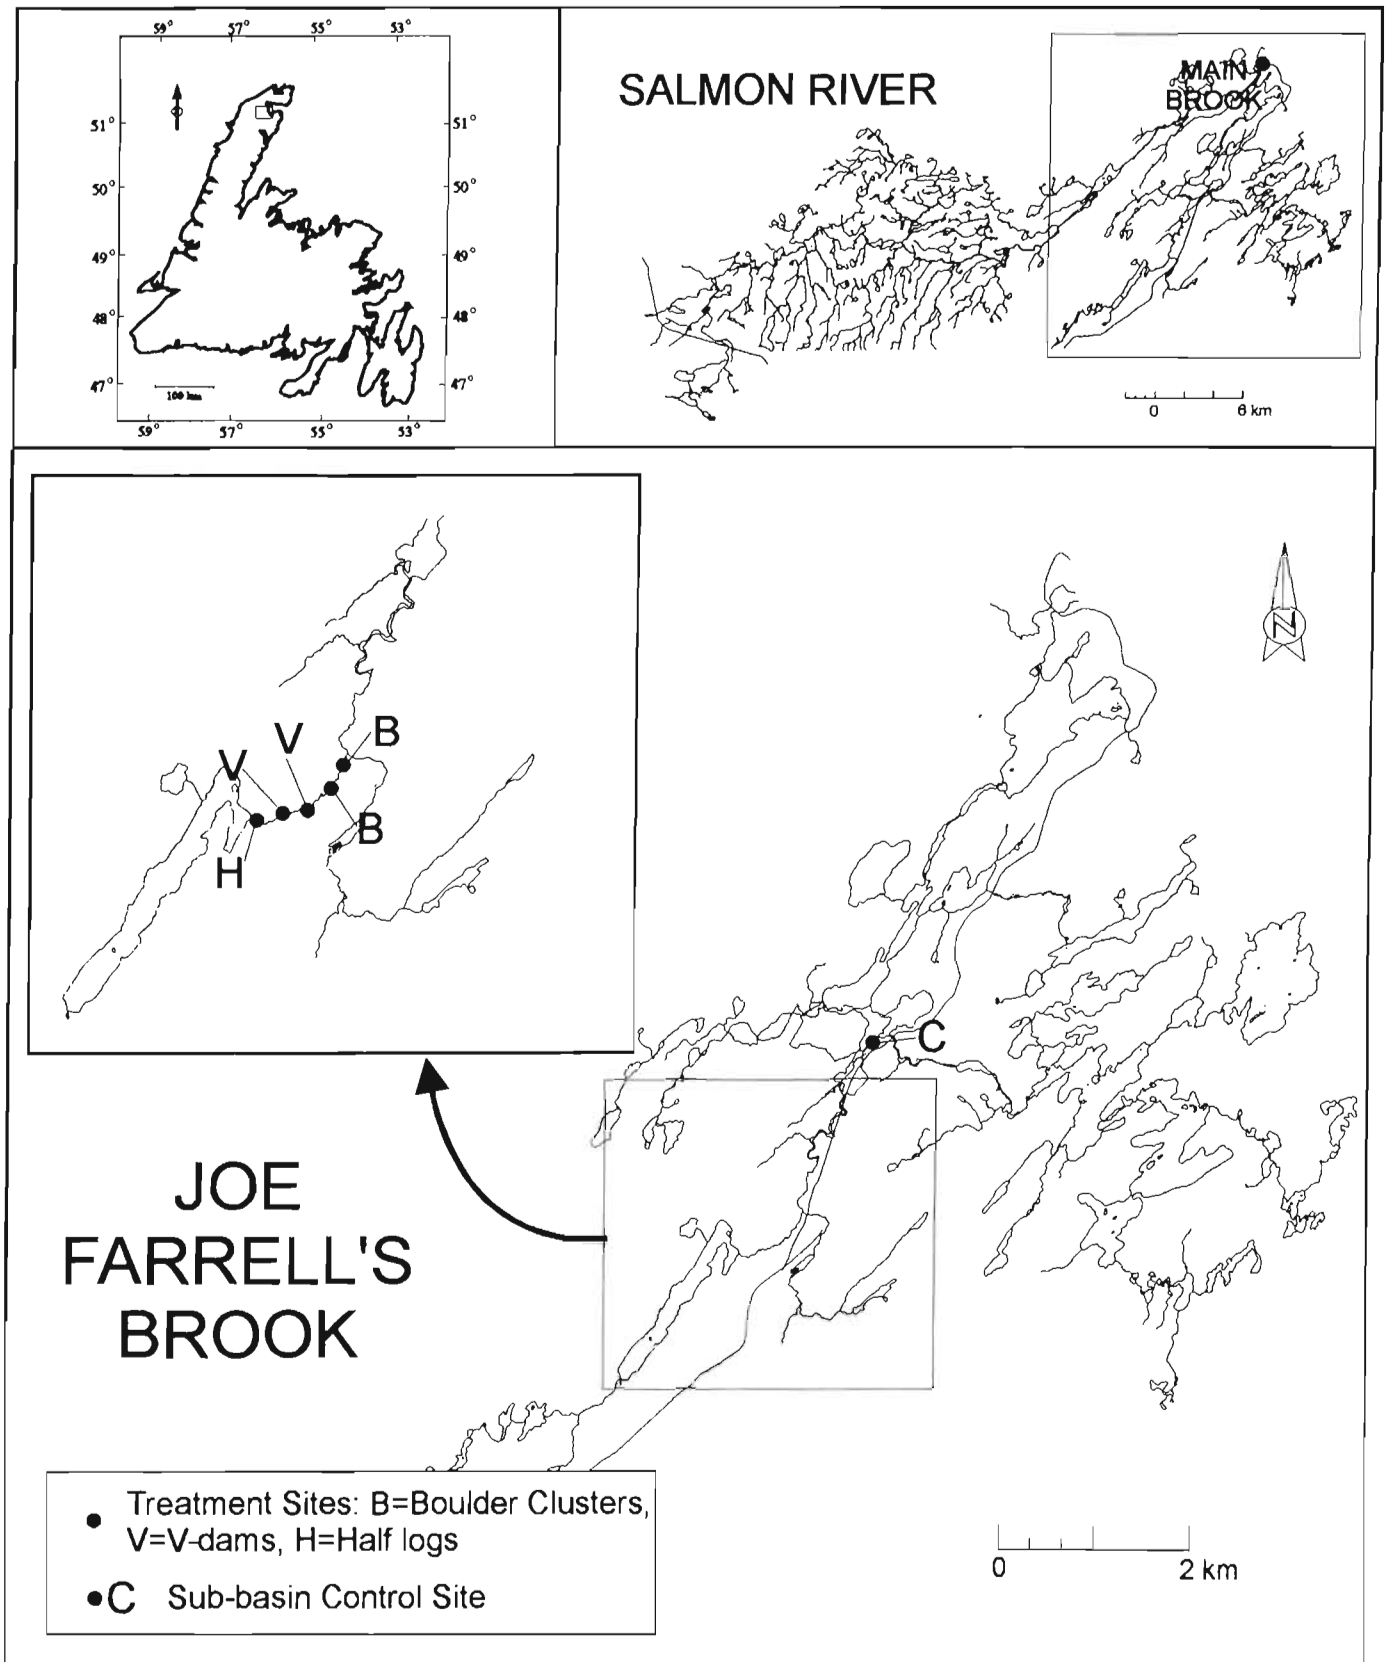 59° 57° 55° 53°
51° 51°
50° 50°
49° 49°
48° 48°
47° 47°
100 km
59° 57° 55° 53°
SALMON RIVER
MAIN
BROOK
0 6 km
N
B
V
V
B
H
C
JOE
FARRELL'S
BROOK
Treatment Sites: B=Boulder Clusters,
V=V-dams, H=Half logs
C Sub-basin Control Site
0 2 km